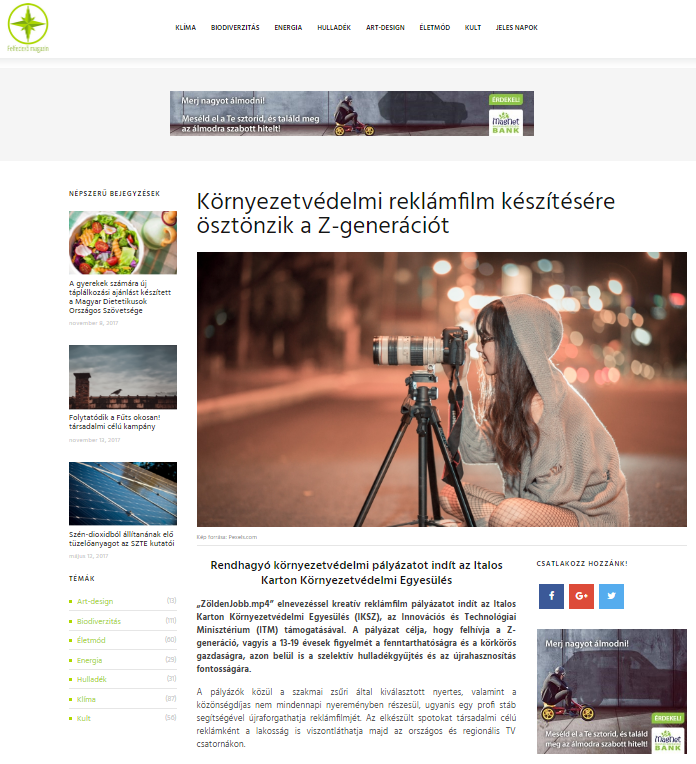 Felfedező magazin
KLÍMA BIODIVERZITÁS ENERGIA HULLADÉK ART-DESIGN ÉLETMÓD KULT JELES NAPOK
Merj nagyot álmodni!
Meséld el a Te sztorid, és találd meg
az álmodra szabott hitelt!
ÉRDEKEL!
MagNet
BANK
NÉPSZERŰ BEJEGYZÉSEK
A gyerekek számára új
táplálkozási ajánlást készített
a Magyar Dietetikusok
Országos Szövetsége
november 8, 2017
Folytatódik a Fűts okosan!
társadalmi célú kampány
november 13, 2017
Szén-dioxidból állítanának elő
tüzelőanyagot az SZTE kutatói
május 12, 2017
TÉMÁK
Art-design (13)
Biodiverzitás (111)
Életmód (60)
Energia (25)
Hulladék (31)
Klíma (87)
Kult (56)
Környezetvédelmi reklámfilm készítésére
ösztönzik a Z-generációt
Kép forrása: Pexels.com
Rendhagyó környezetvédelmi pályázatot indít az Italos
Karton Környezetvédelmi Egyesülés
„ZöldenJobb.mp4” elnevezéssel kreatív reklámfilm pályázatot indít az Italos
Karton Környezetvédelmi Egyesülés (IKSZ), az Innovációs és Technológiai
Minisztérium (ITM) támogatásával. A pályázat célja, hogy felhívja a Z-
generáció, vagyis a 13-19 évesek figyelmét a fenntarthatóságra és a körkörös
gazdaságra, azon belül is a szelektív hulladékgyűjtés és az újrahasznosítás
fontosságára.
A pályázók közül a szakmai zsűri által kiválasztott nyertes, valamint a
közönségdíjas nem mindennapi nyereményben részesül, ugyanis egy profi stáb
segítségével újraforgathatja reklámfilmjét. Az elkészült spotokat társadalmi célú
reklámként a lakosság is viszontláthatja majd az országos és regionális TV
csatornákon.
CSATLAKOZZ HOZZÁNK!
f G+
Merj nagyot álmodni!
ÉRDEKEL!
Meséld el a Te sztorid, és találd meg
az álmodra szabott hitelt!
MagNet
BANK